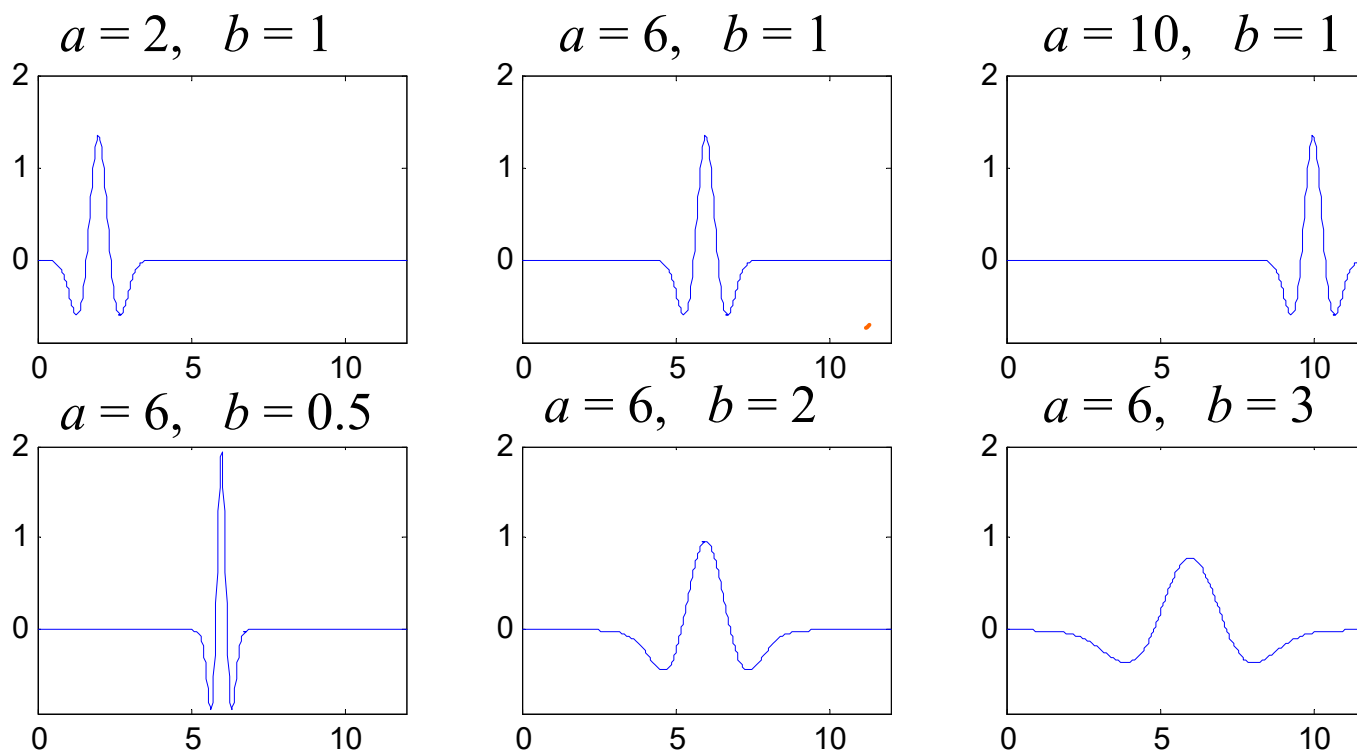 a = 2, b = 1
a = 6, b = 1
a = 10, b = 1
2
1
0
0 5 10
2
1
0
0 5 10
2
1
0
0 5 10
a = 6, b = 0.5
a = 6, b = 2
a = 6, b = 3
2
1
0
0 5 10
2
1
0
0 5 10
2
1
0
0 5 10